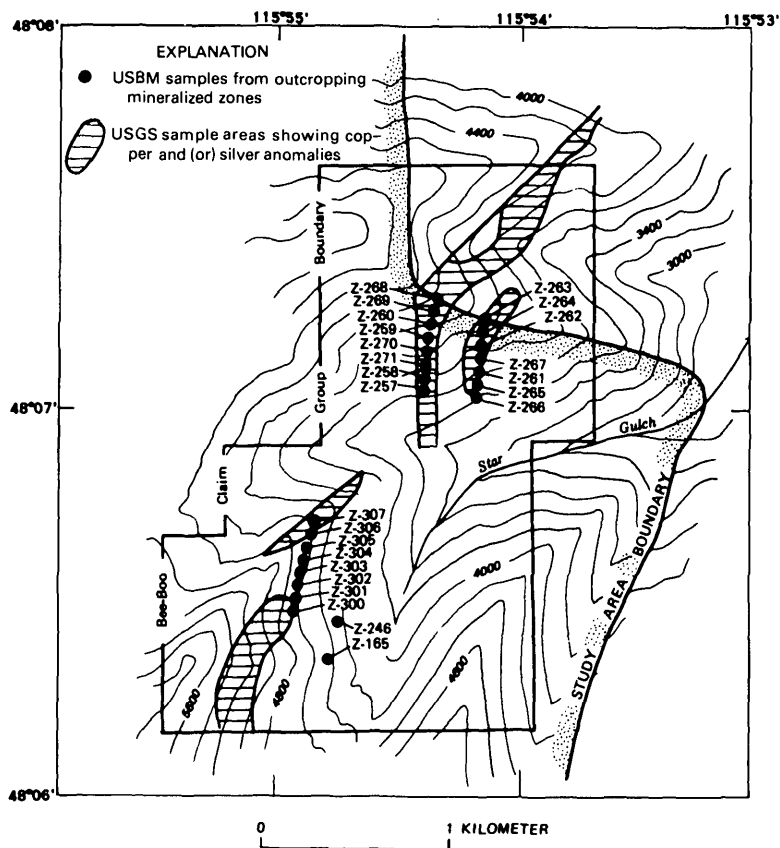 48°08'
115°55'
115°54'
115°53'
EXPLANATION
USBM samples from outcropping
mineralized zones
USGS sample areas showing cop-
per and (or) silver anomalies
4000
4400
3400
3000
Boundary
Group
Claim
Bee-Boo
Z-268
Z-269
Z-260
Z-259
Z-270
Z-271
Z-258
Z-257
Z-263
Z-264
Z-262
Z-267
Z-261
Z-265
Z-266
48°07'
Star Gulch
Z-307
Z-306
Z-305
Z-304
Z-303
Z-302
Z-301
Z-300
Z-246
Z-165
4000
4600
4800
5600
STUDY AREA BOUNDARY
48°06'
0 1 KILOMETER